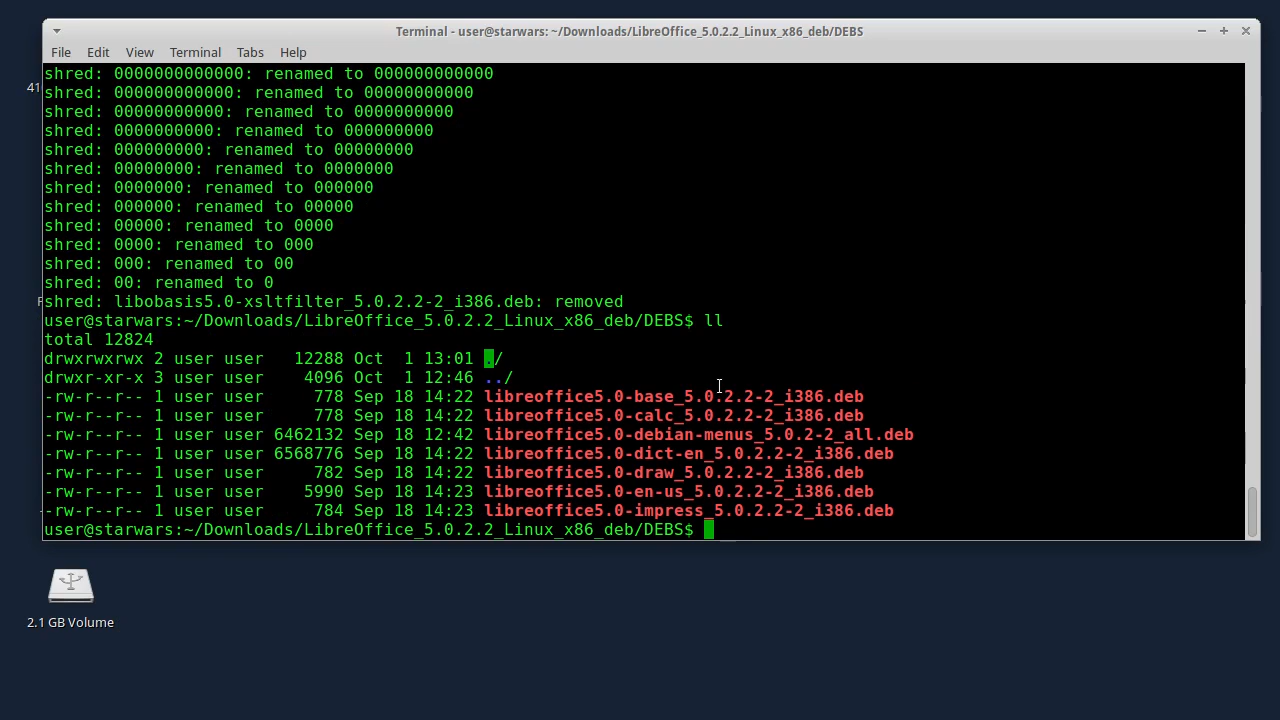 Terminal - user@starwars: ~/Downloads/LibreOffice_5.0.2.2_Linux_x86_deb/DEBS
File Edit View Terminal Tabs Help
shred: 0000000000000: renamed to 000000000000
shred: 000000000000: renamed to 00000000000
shred: 00000000000: renamed to 0000000000
shred: 0000000000: renamed to 000000000
shred: 000000000: renamed to 00000000
shred: 00000000: renamed to 0000000
shred: 0000000: renamed to 000000
shred: 000000: renamed to 00000
shred: 00000: renamed to 0000
shred: 0000: renamed to 000
shred: 000: renamed to 00
shred: 00: renamed to 0
shred: libobasis5.0-xsltfilter_5.0.2.2-2_i386.deb: removed
user@starwars:~/Downloads/LibreOffice_5.0.2.2_Linux_x86_deb/DEBS$ ll
total 12824
drwxrwxrwx 2 user user   12288 Oct  1 13:01 ./
drwxr-xr-x 3 user user    4096 Oct  1 12:46 ../
-rw-r--r-- 1 user user     778 Sep 18 14:22 libreoffice5.0-base_5.0.2.2-2_i386.deb
-rw-r--r-- 1 user user     778 Sep 18 14:22 libreoffice5.0-calc_5.0.2.2-2_i386.deb
-rw-r--r-- 1 user user 6462132 Sep 18 12:42 libreoffice5.0-debian-menus_5.0.2-2_all.deb
-rw-r--r-- 1 user user 6568776 Sep 18 14:22 libreoffice5.0-dict-en_5.0.2.2-2_i386.deb
-rw-r--r-- 1 user user     782 Sep 18 14:22 libreoffice5.0-draw_5.0.2.2-2_i386.deb
-rw-r--r-- 1 user user    5990 Sep 18 14:23 libreoffice5.0-en-us_5.0.2.2-2_i386.deb
-rw-r--r-- 1 user user     784 Sep 18 14:23 libreoffice5.0-impress_5.0.2.2-2_i386.deb
user@starwars:~/Downloads/LibreOffice_5.0.2.2_Linux_x86_deb/DEBS$
41
2.1 GB Volume